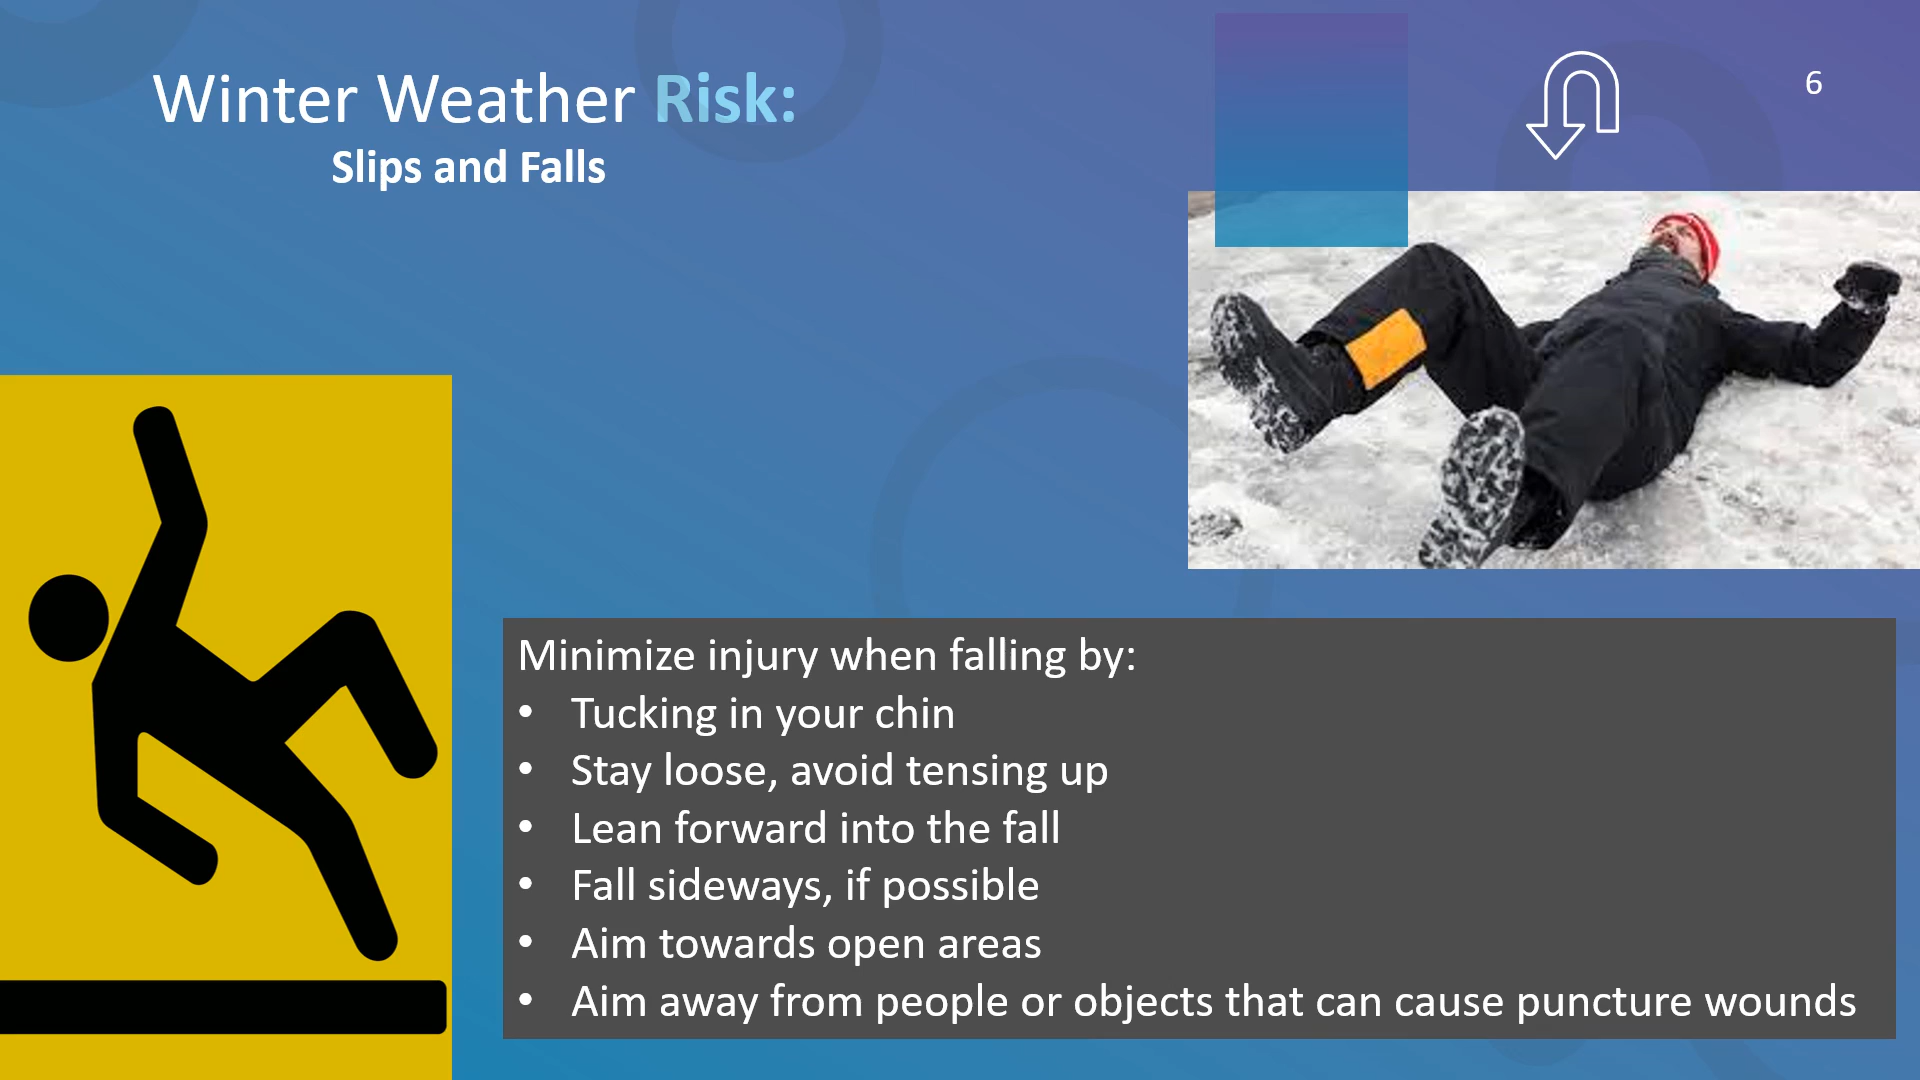 Winter Weather Risk:
Slips and Falls
6
Minimize injury when falling by:
• Tucking in your chin
• Stay loose, avoid tensing up
• Lean forward into the fall
• Fall sideways, if possible
• Aim towards open areas
• Aim away from people or objects that can cause puncture wounds